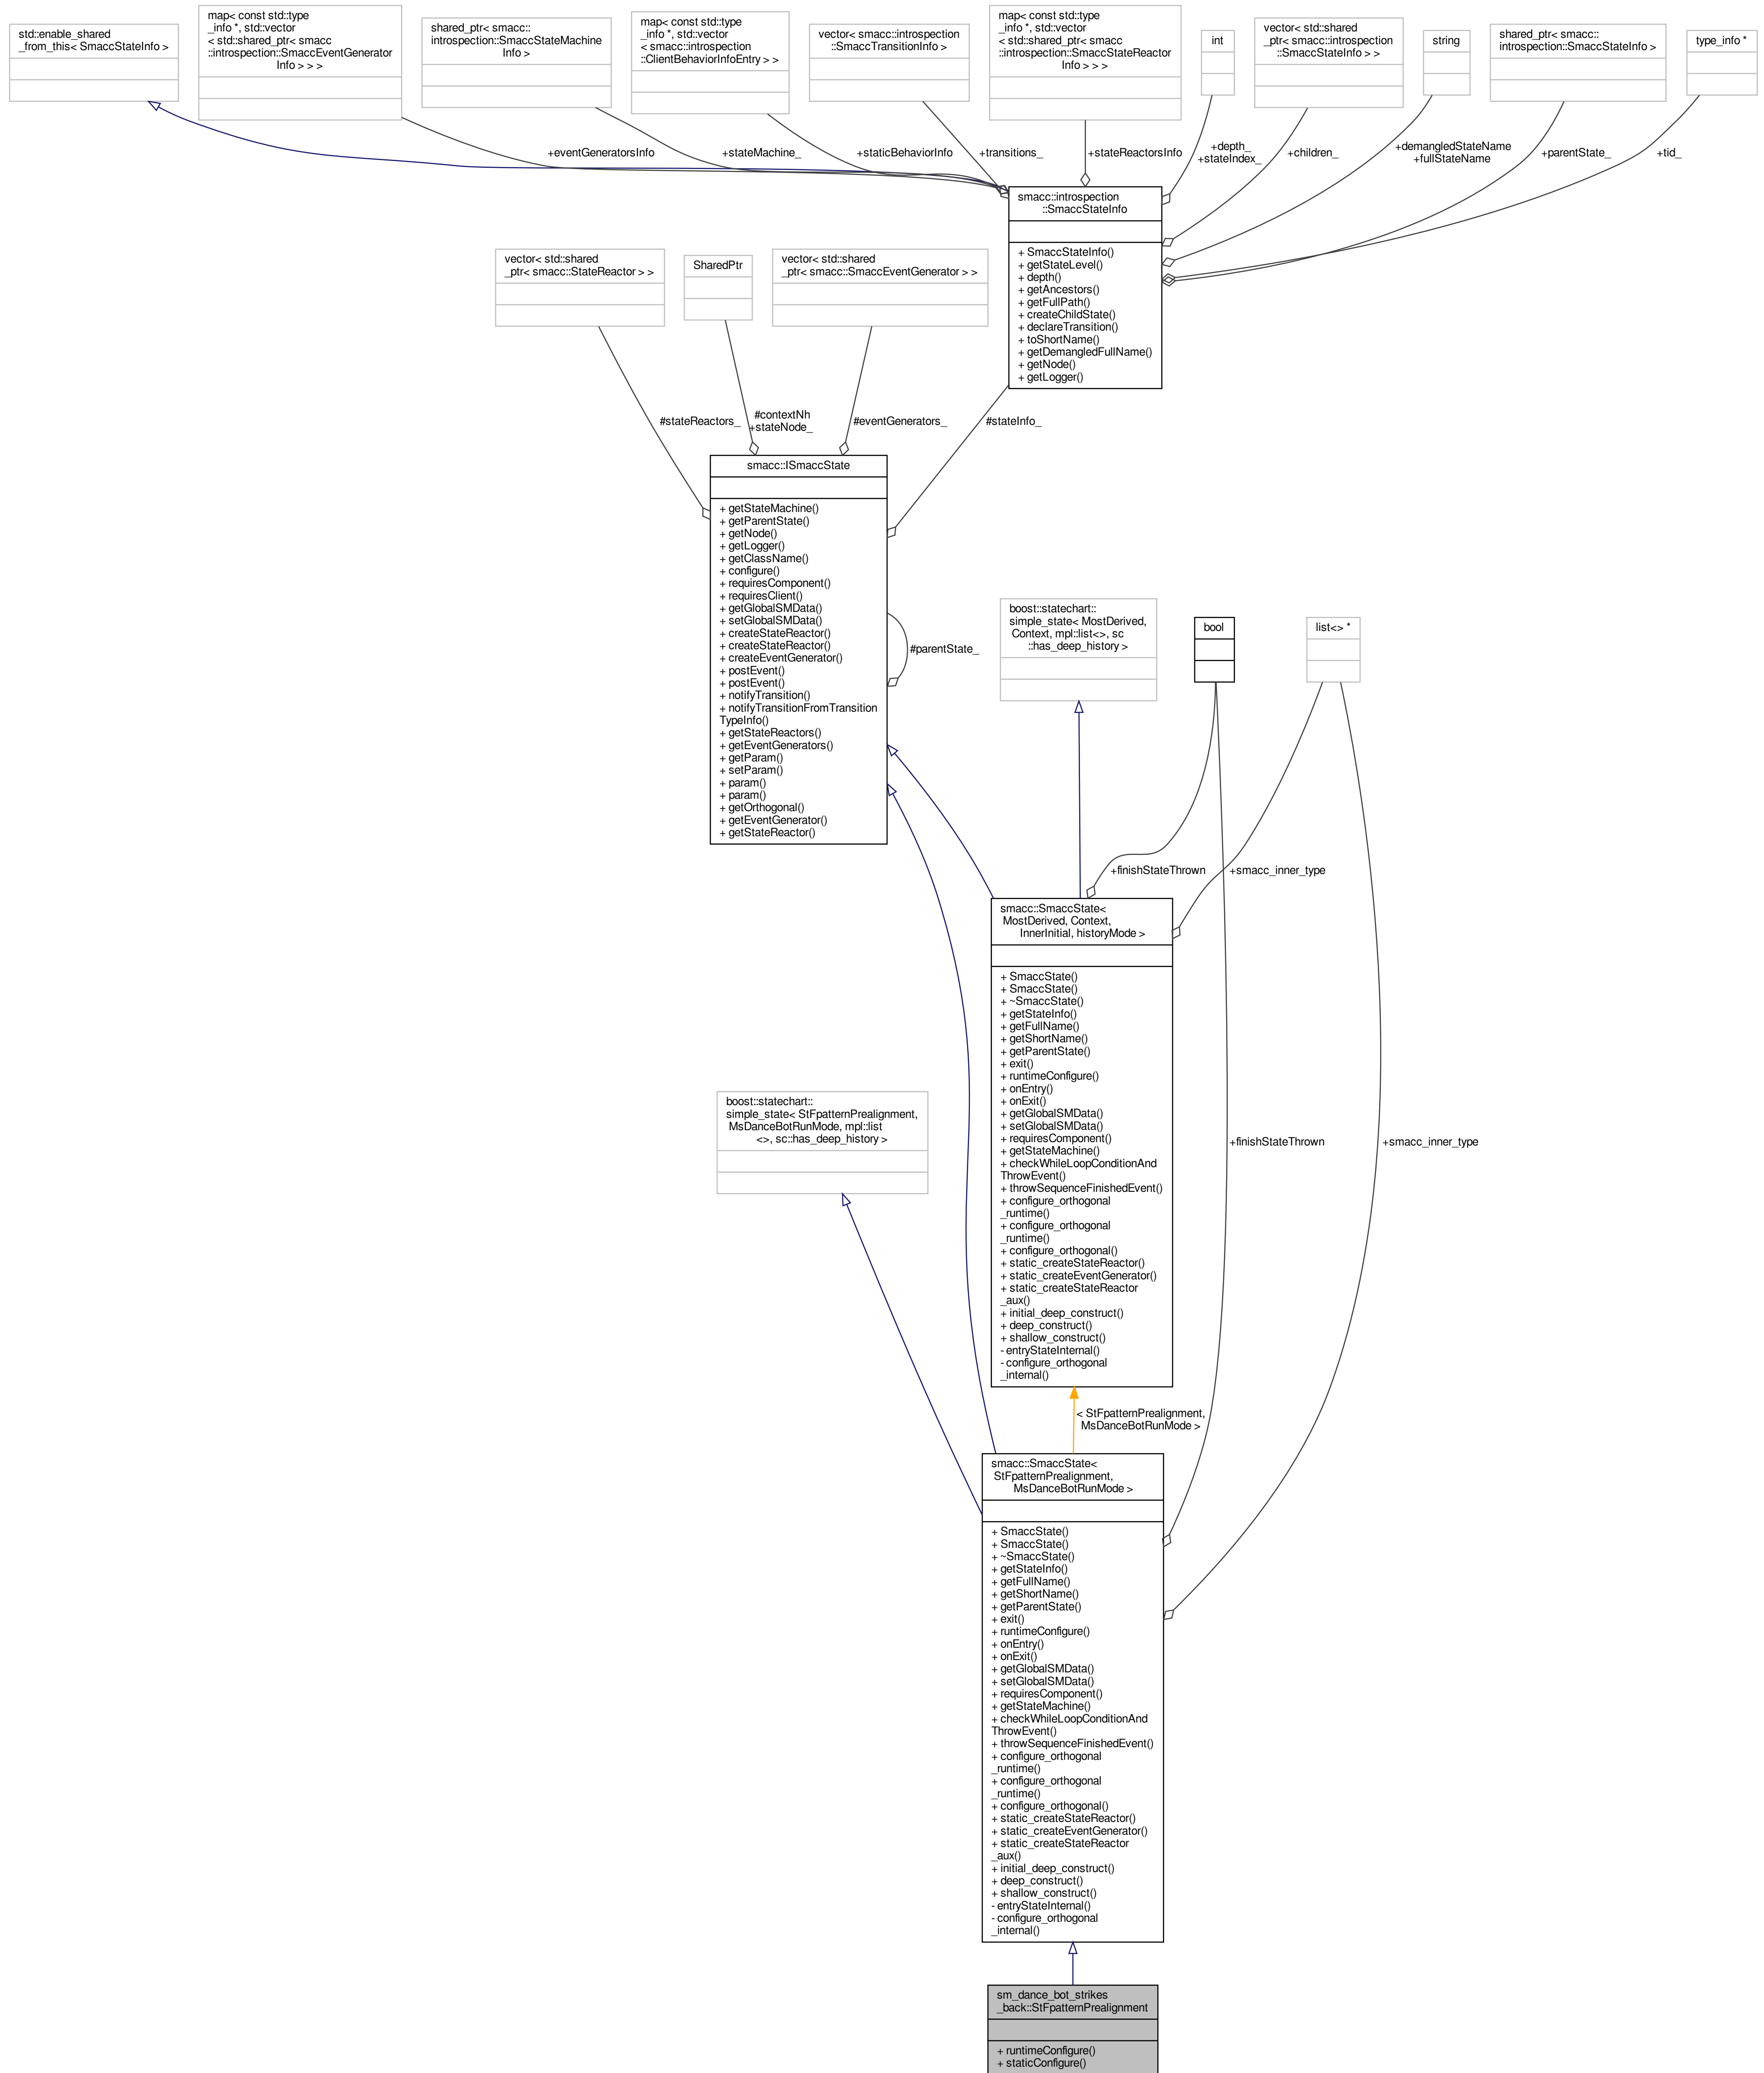 std::enable_shared
_from_this< SmaccStateInfo >
map< const std::type
_info *, std::vector
< std::shared_ptr< smacc
::introspection::SmaccEventGenerator
Info > > >
shared_ptr< smacc::
introspection::SmaccStateMachine
Info >
map< const std::type
_info *, std::vector
< smacc::introspection
::ClientBehaviorInfoEntry > >
vector< smacc::introspection
::SmaccTransitionInfo >
map< const std::type
_info *, std::vector
< std::shared_ptr< smacc
::introspection::SmaccStateReactor
Info > > >
int
vector< std::shared
_ptr< smacc::introspection
::SmaccStateInfo > >
string
shared_ptr< smacc::
introspection::SmaccStateInfo >
type_info *
+eventGeneratorsInfo
+stateMachine_
+staticBehaviorInfo
+transitions_
+stateReactorsInfo
+depth_
+stateIndex_
+children_
+demangledStateName
+fullStateName
+parentState_
+tid_
smacc::introspection
::SmaccStateInfo
+ SmaccStateInfo()
+ getStateLevel()
+ depth()
+ getAncestors()
+ getFullPath()
+ createChildState()
+ declareTransition()
+ toShortName()
+ getDemangledFullName()
+ getNode()
+ getLogger()
vector< std::shared
_ptr< smacc::StateReactor > >
SharedPtr
vector< std::shared
_ptr< smacc::SmaccEventGenerator > >
#stateReactors_
#contextNh
+stateNode_
#eventGenerators_
#stateInfo_
smacc::ISmaccState
+ getStateMachine()
+ getParentState()
+ getNode()
+ getLogger()
+ getClassName()
+ configure()
+ requiresComponent()
+ requiresClient()
+ getGlobalSMData()
+ setGlobalSMData()
+ createStateReactor()
+ createStateReactor()
+ createEventGenerator()
+ postEvent()
+ postEvent()
+ notifyTransition()
+ notifyTransitionFromTransition
TypeInfo()
+ getStateReactors()
+ getEventGenerators()
+ getParam()
+ setParam()
+ param()
+ param()
+ getOrthogonal()
+ getEventGenerator()
+ getStateReactor()
#parentState_
boost::statechart::
simple_state< MostDerived,
Context, mpl::list<>, sc
::has_deep_history >
bool
list<> *
+finishStateThrown
+smacc_inner_type
smacc::SmaccState<
MostDerived, Context,
InnerInitial, historyMode >
+ SmaccState()
+ SmaccState()
+ ~SmaccState()
+ getStateInfo()
+ getFullName()
+ getShortName()
+ getParentState()
+ exit()
+ runtimeConfigure()
+ onEntry()
+ onExit()
+ getGlobalSMData()
+ setGlobalSMData()
+ requiresComponent()
+ getStateMachine()
+ checkWhileLoopConditionAnd
ThrowEvent()
+ throwSequenceFinishedEvent()
+ configure_orthogonal
_runtime()
+ configure_orthogonal
_runtime()
+ configure_orthogonal()
+ static_createStateReactor()
+ static_createEventGenerator()
+ static_createStateReactor
_aux()
+ initial_deep_construct()
+ deep_construct()
+ shallow_construct()
- entryStateInternal()
- configure_orthogonal
_internal()
boost::statechart::
simple_state< StFpatternPrealignment,
MsDanceBotRunMode, mpl::list
<>, sc::has_deep_history >
+finishStateThrown
+smacc_inner_type
< StFpatternPrealignment,
MsDanceBotRunMode >
smacc::SmaccState<
StFpatternPrealignment,
MsDanceBotRunMode >
+ SmaccState()
+ SmaccState()
+ ~SmaccState()
+ getStateInfo()
+ getFullName()
+ getShortName()
+ getParentState()
+ exit()
+ runtimeConfigure()
+ onEntry()
+ onExit()
+ getGlobalSMData()
+ setGlobalSMData()
+ requiresComponent()
+ getStateMachine()
+ checkWhileLoopConditionAnd
ThrowEvent()
+ throwSequenceFinishedEvent()
+ configure_orthogonal
_runtime()
+ configure_orthogonal
_runtime()
+ configure_orthogonal()
+ static_createStateReactor()
+ static_createEventGenerator()
+ static_createStateReactor
_aux()
+ initial_deep_construct()
+ deep_construct()
+ shallow_construct()
- entryStateInternal()
- configure_orthogonal
_internal()
sm_dance_bot_strikes
_back::StFpatternPrealignment
+ runtimeConfigure()
+ staticConfigure()